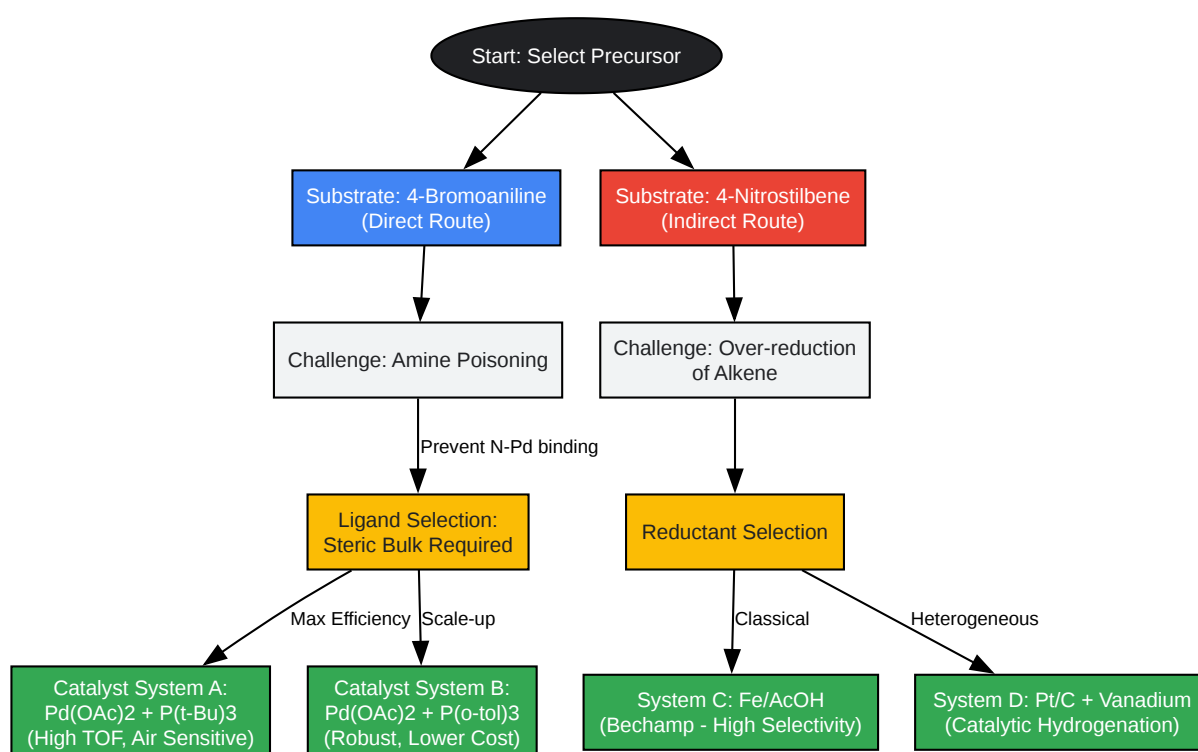 Start: Select Precursor
Substrate: 4-Bromoaniline
(Direct Route)
Substrate: 4-Nitrostilbene
(Indirect Route)
Challenge: Amine Poisoning
Challenge: Over-reduction
of Alkene
Prevent N-Pd binding
Ligand Selection:
Steric Bulk Required
Reductant Selection
Max Efficiency
Scale-up
Classical
Heterogeneous
Catalyst System A:
Pd(OAc)2 + P(t-Bu)3
(High TOF, Air Sensitive)
Catalyst System B:
Pd(OAc)2 + P(o-tol)3
(Robust, Lower Cost)
System C: Fe/AcOH
(Bechamp - High Selectivity)
System D: Pt/C + Vanadium
(Catalytic Hydrogenation)